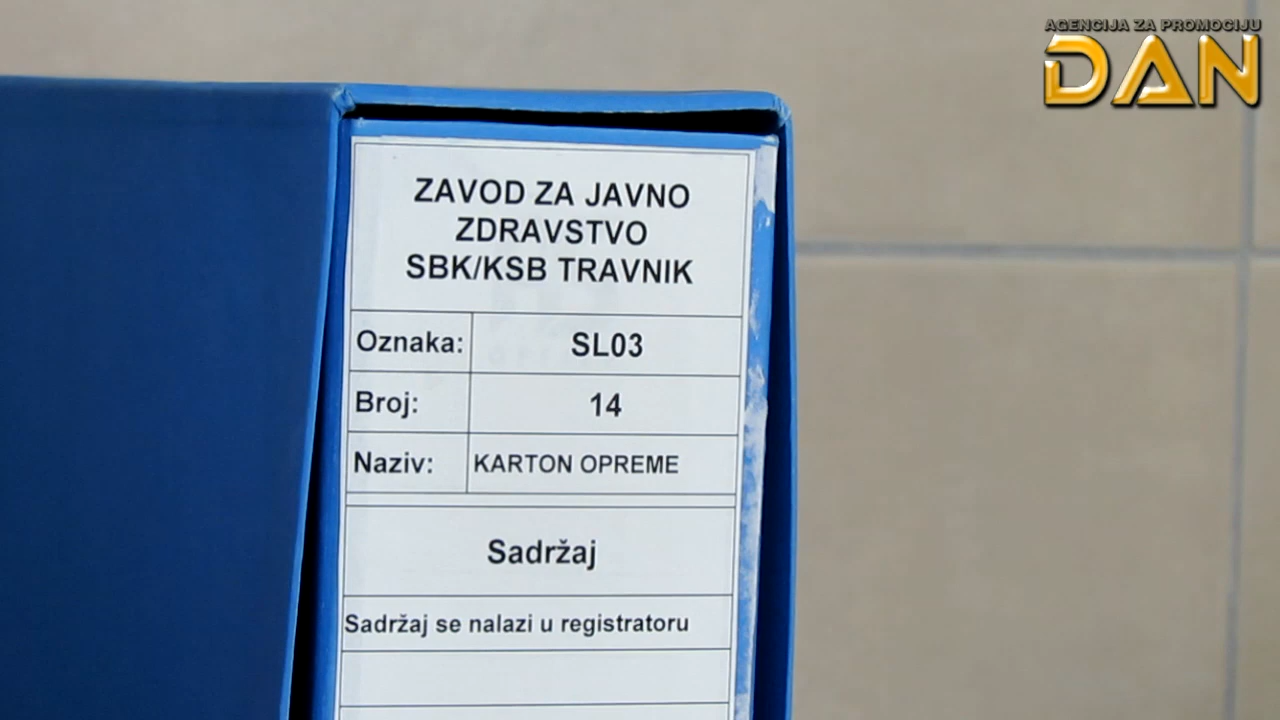 AGENCIJA ZA PROMOCIJU
DAN
ZAVOD ZA JAVNO
ZDRAVSTVO
SBK/KSB TRAVNIK
Oznaka: SL03
Broj: 14
Naziv: KARTON OPREME
Sadržaj
Sadržaj se nalazi u registratoru